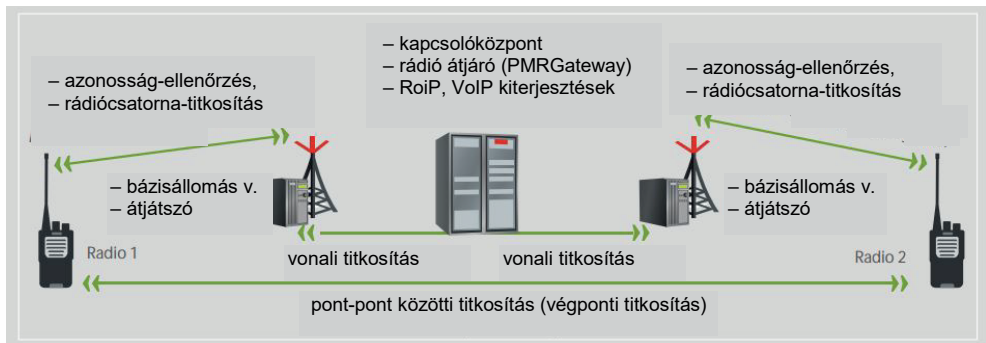 – azonosság-ellenőrzés,
– rádiócsatorna-titkosítás
– kapcsolóközpont
– rádió átjáró (PMRGateway)
– RoiP, VoIP kiterjesztések
– azonosság-ellenőrzés,
– rádiócsatorna-titkosítás
– bázisállomás v.
– átjátszó
– bázisállomás v.
– átjátszó
Radio 1
vonali titkosítás
vonali titkosítás
Radio 2
pont-pont közötti titkosítás (végponti titkosítás)